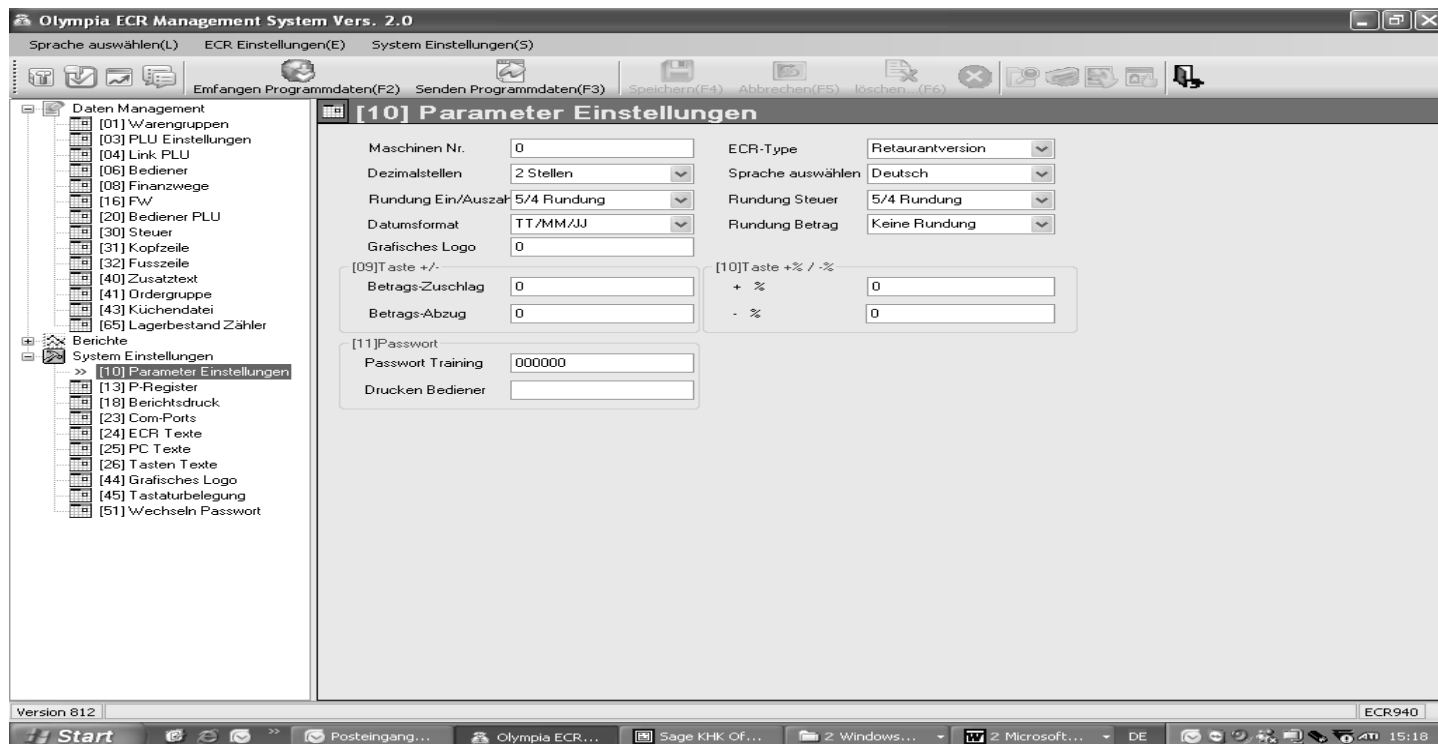 Olympia ECR Management System Vers. 2.0
Sprache auswählen(L) ECR Einstellungen(E) System Einstellungen(S)
Emfangen Programmdaten(F2) Senden Programmdaten(F3) Speichern(F4) Abbrechen(F5) löschen...(F6)
Daten Management
[01] Warengruppen
[03] PLU Einstellungen
[04] Link PLU
[06] Bediener
[08] Finanzwege
[16] FW
[20] Bediener PLU
[30] Steuer
[31] Kopfzeile
[32] Fusszeile
[40] Zusatztext
[41] Ordergruppe
[43] Küchendatei
[65] Lagerbestand Zähler
Berichte
System Einstellungen
>> [10] Parameter Einstellungen
[13] P-Register
[18] Berichtsdruck
[23] Com-Ports
[24] ECR Texte
[25] PC Texte
[26] Tasten Texte
[44] Grafisches Logo
[45] Tastaturbelegung
[51] Wechseln Passwort
[10] Parameter Einstellungen
Maschinen Nr. 0 ECR-Type Retaurantversion
Dezimalstellen 2 Stellen Sprache auswählen Deutsch
Rundung Ein/Auszah 5/4 Rundung Rundung Steuer 5/4 Rundung
Datumsformat TT/MM/JJ Rundung Betrag Keine Rundung
Grafisches Logo 0
[09]Taste +/- [10]Taste +% / -%
Betrags-Zuschlag 0 + % 0
Betrags-Abzug 0 - % 0
[11]Passwort
Passwort Training 000000
Drucken Bediener
Version 812 ECR940
Start Posteingang... Olympia ECR... Sage KHK Of... 2 Windows... 2 Microsoft... DE 15:18